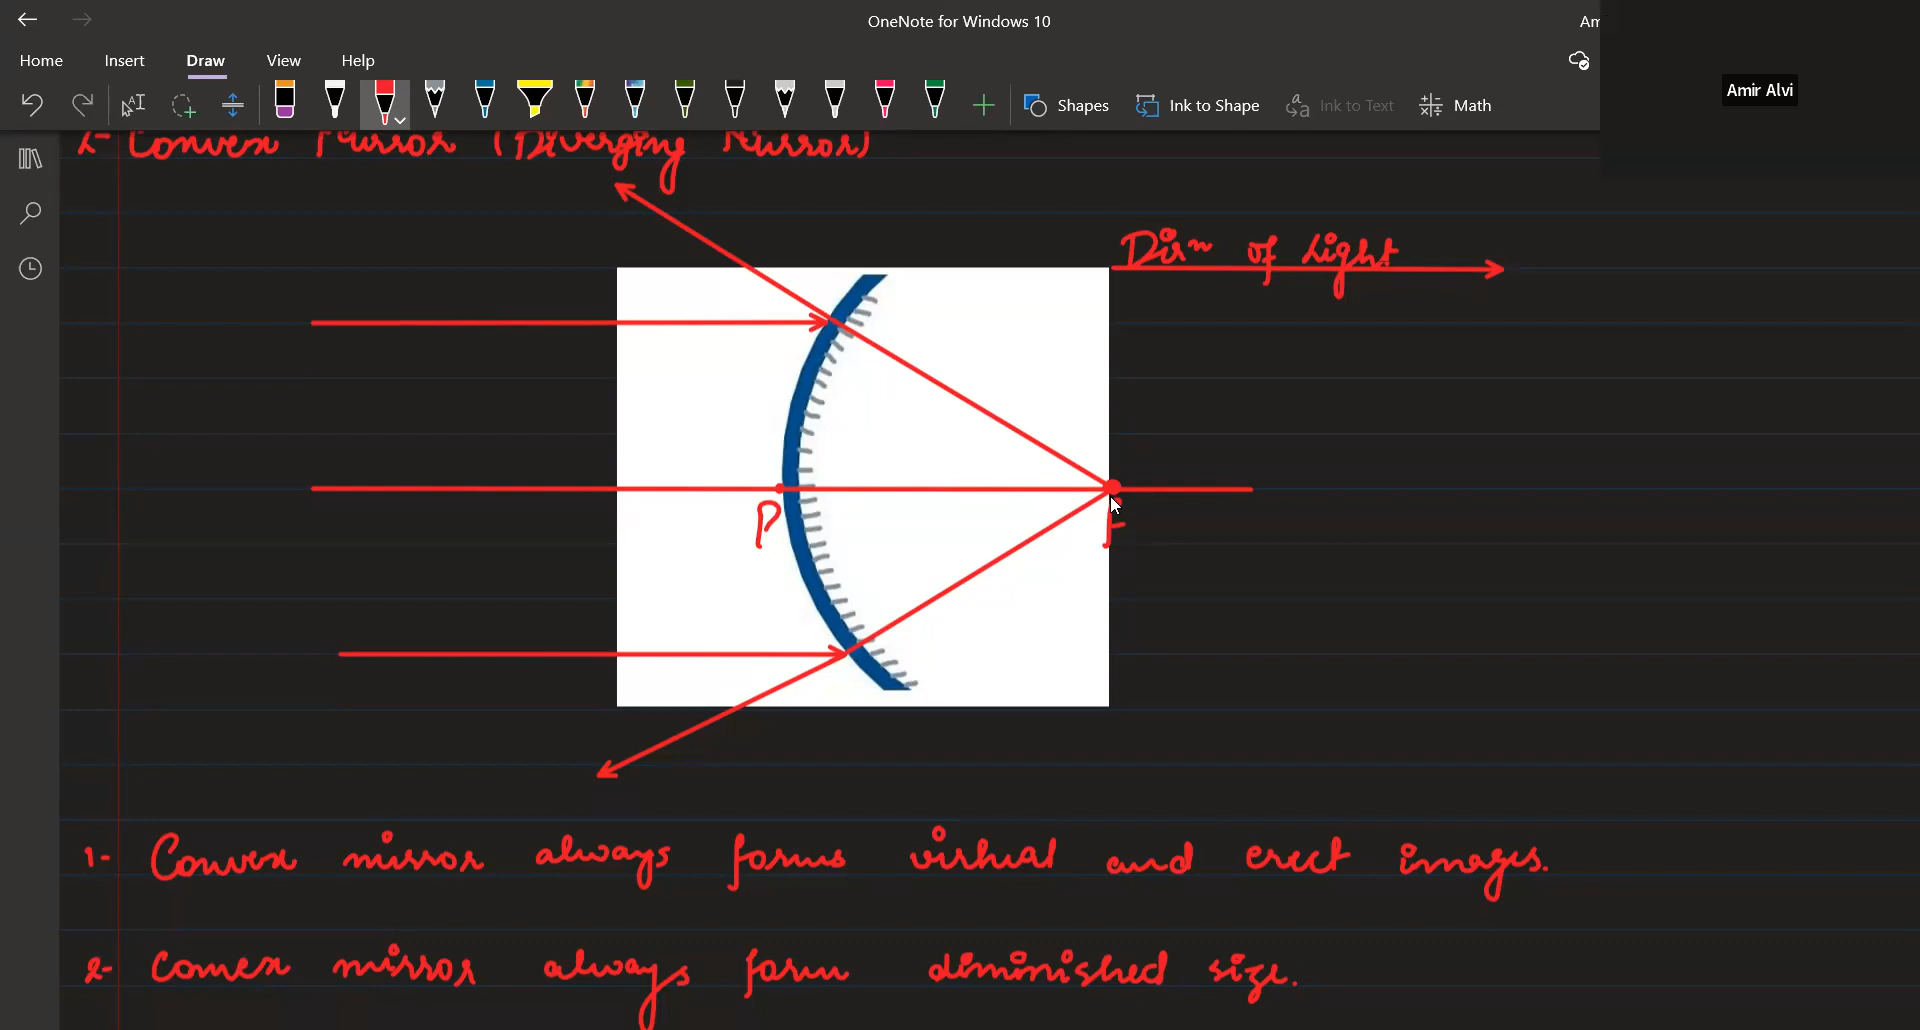 OneNote for Windows 10
Am
Home Insert Draw View Help
Shapes Ink to Shape Ink to Text Math
Amir Alvi
2- Convex Mirror (Diverging Mirror)
Dirn of Light
P
F
1- Convex mirror always forms virtual and erect images.
2- Convex mirror always form diminished size.